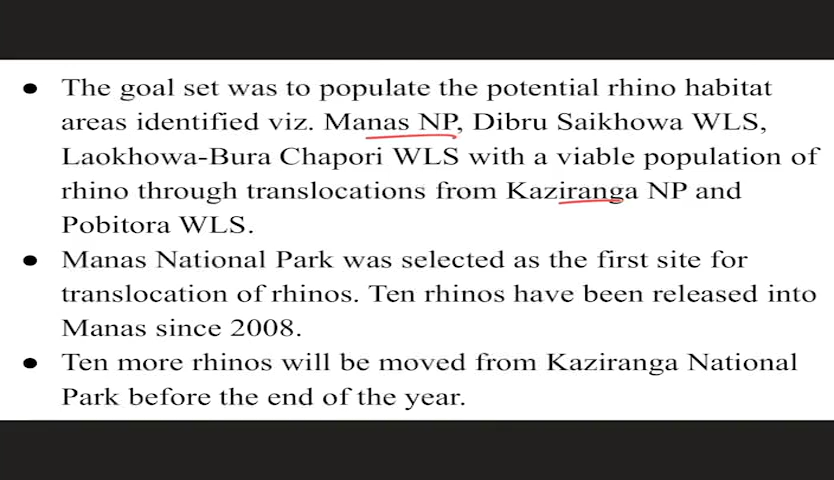 ● The goal set was to populate the potential rhino habitat
areas identified viz. Manas NP, Dibru Saikhowa WLS,
Laokhowa-Bura Chapori WLS with a viable population of
rhino through translocations from Kaziranga NP and
Pobitora WLS.
● Manas National Park was selected as the first site for
translocation of rhinos. Ten rhinos have been released into
Manas since 2008.
● Ten more rhinos will be moved from Kaziranga National
Park before the end of the year.